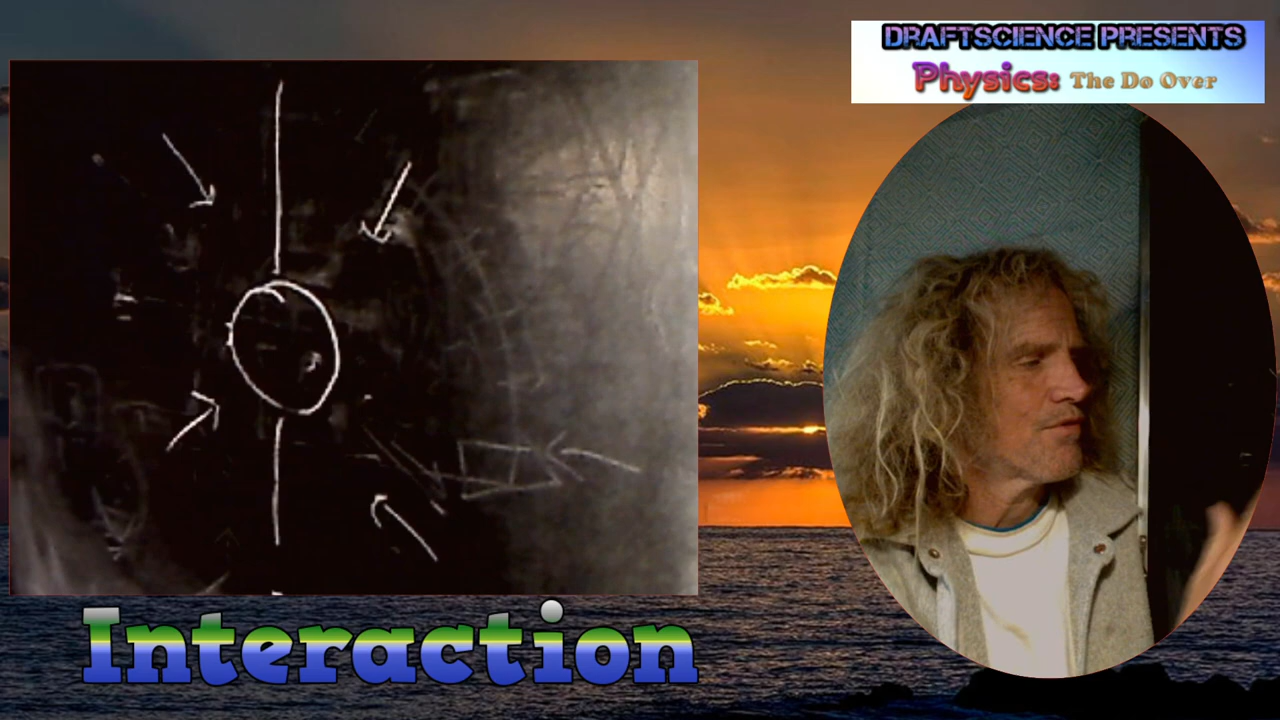 DRAFTSCIENCE PRESENTS
Physics: The Do Over
Interaction